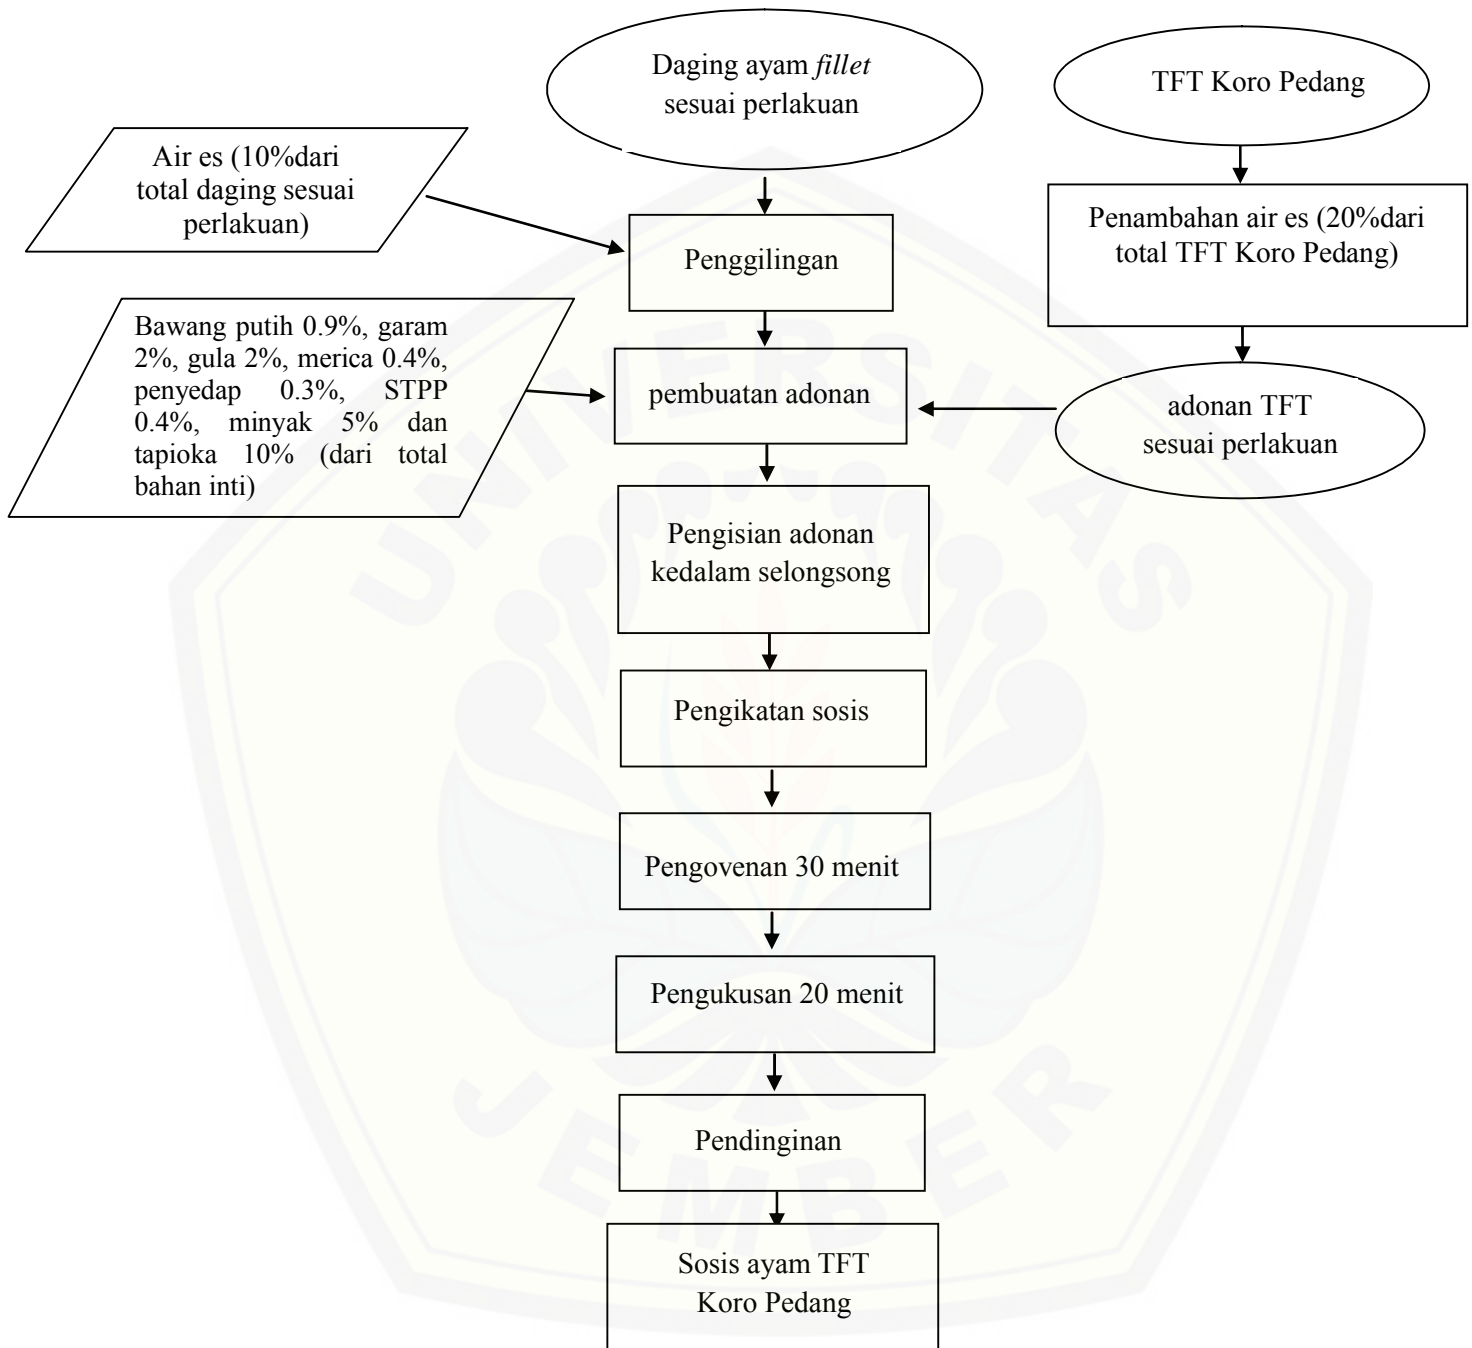 Daging ayam fillet
sesuai perlakuan
TFT Koro Pedang
Air es (10%dari
total daging sesuai
perlakuan)
Penambahan air es (20%dari
total TFT Koro Pedang)
Penggilingan
Bawang putih 0.9%, garam
2%, gula 2%, merica 0.4%,
penyedap 0.3%, STPP
0.4%, minyak 5% dan
tapioka 10% (dari total
bahan inti)
pembuatan adonan
adonan TFT
sesuai perlakuan
Pengisian adonan
kedalam selongsong
Pengikatan sosis
Pengovenan 30 menit
Pengukusan 20 menit
Pendinginan
Sosis ayam TFT
Koro Pedang
UNIVERSITAS
JEMBER